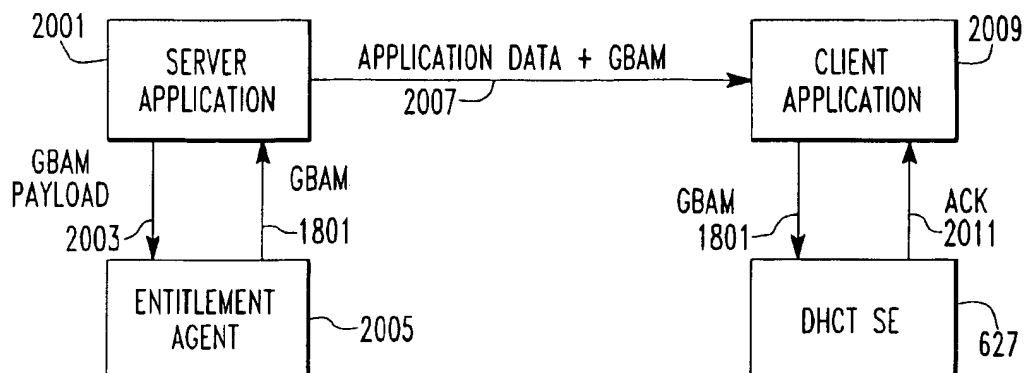 2001
SERVER
APPLICATION
APPLICATION DATA + GBAM
2007
CLIENT
APPLICATION
2009
GBAM
PAYLOAD
2003
GBAM
1801
GBAM
1801
ACK
2011
ENTITLEMENT
AGENT
2005
DHCT SE
627